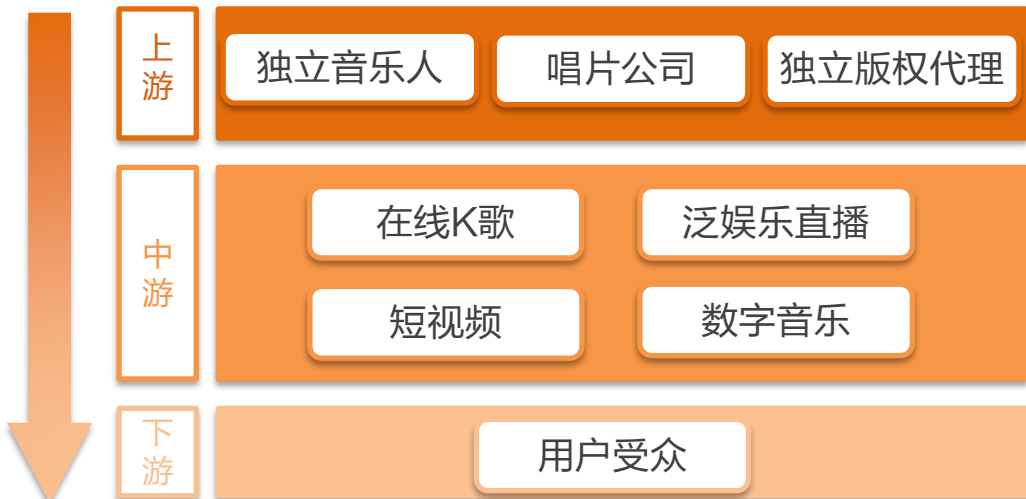 上游
独立音乐人
唱片公司
独立版权代理
中游
在线K歌
泛娱乐直播
短视频
数字音乐
下游
用户受众